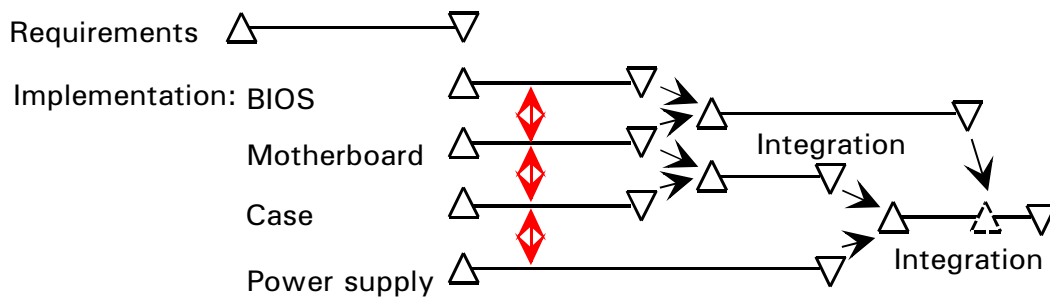 Requirements
Implementation: BIOS
Motherboard
Integration
Case
Integration
Power supply